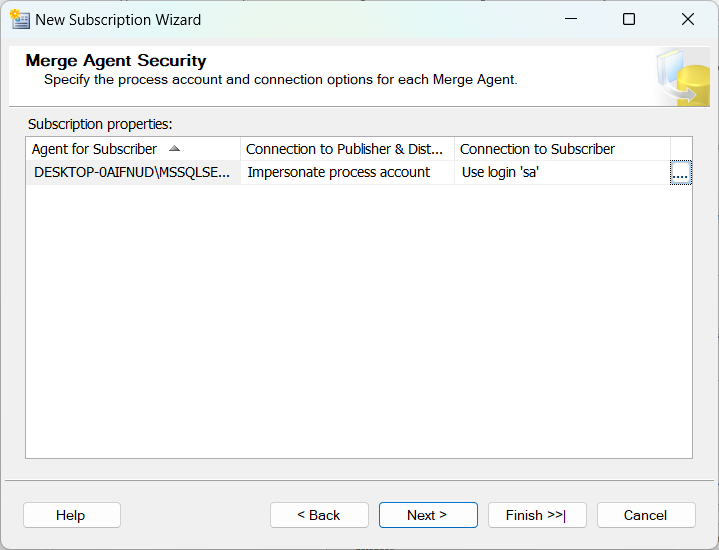 New Subscription Wizard
Merge Agent Security
Specify the process account and connection options for each Merge Agent.
Subscription properties:
Agent for Subscriber Connection to Publisher & Dist... Connection to Subscriber
DESKTOP-0AIFNUD\MSSQLSE... Impersonate process account Use login 'sa' ....
Help < Back Next > Finish >>| Cancel